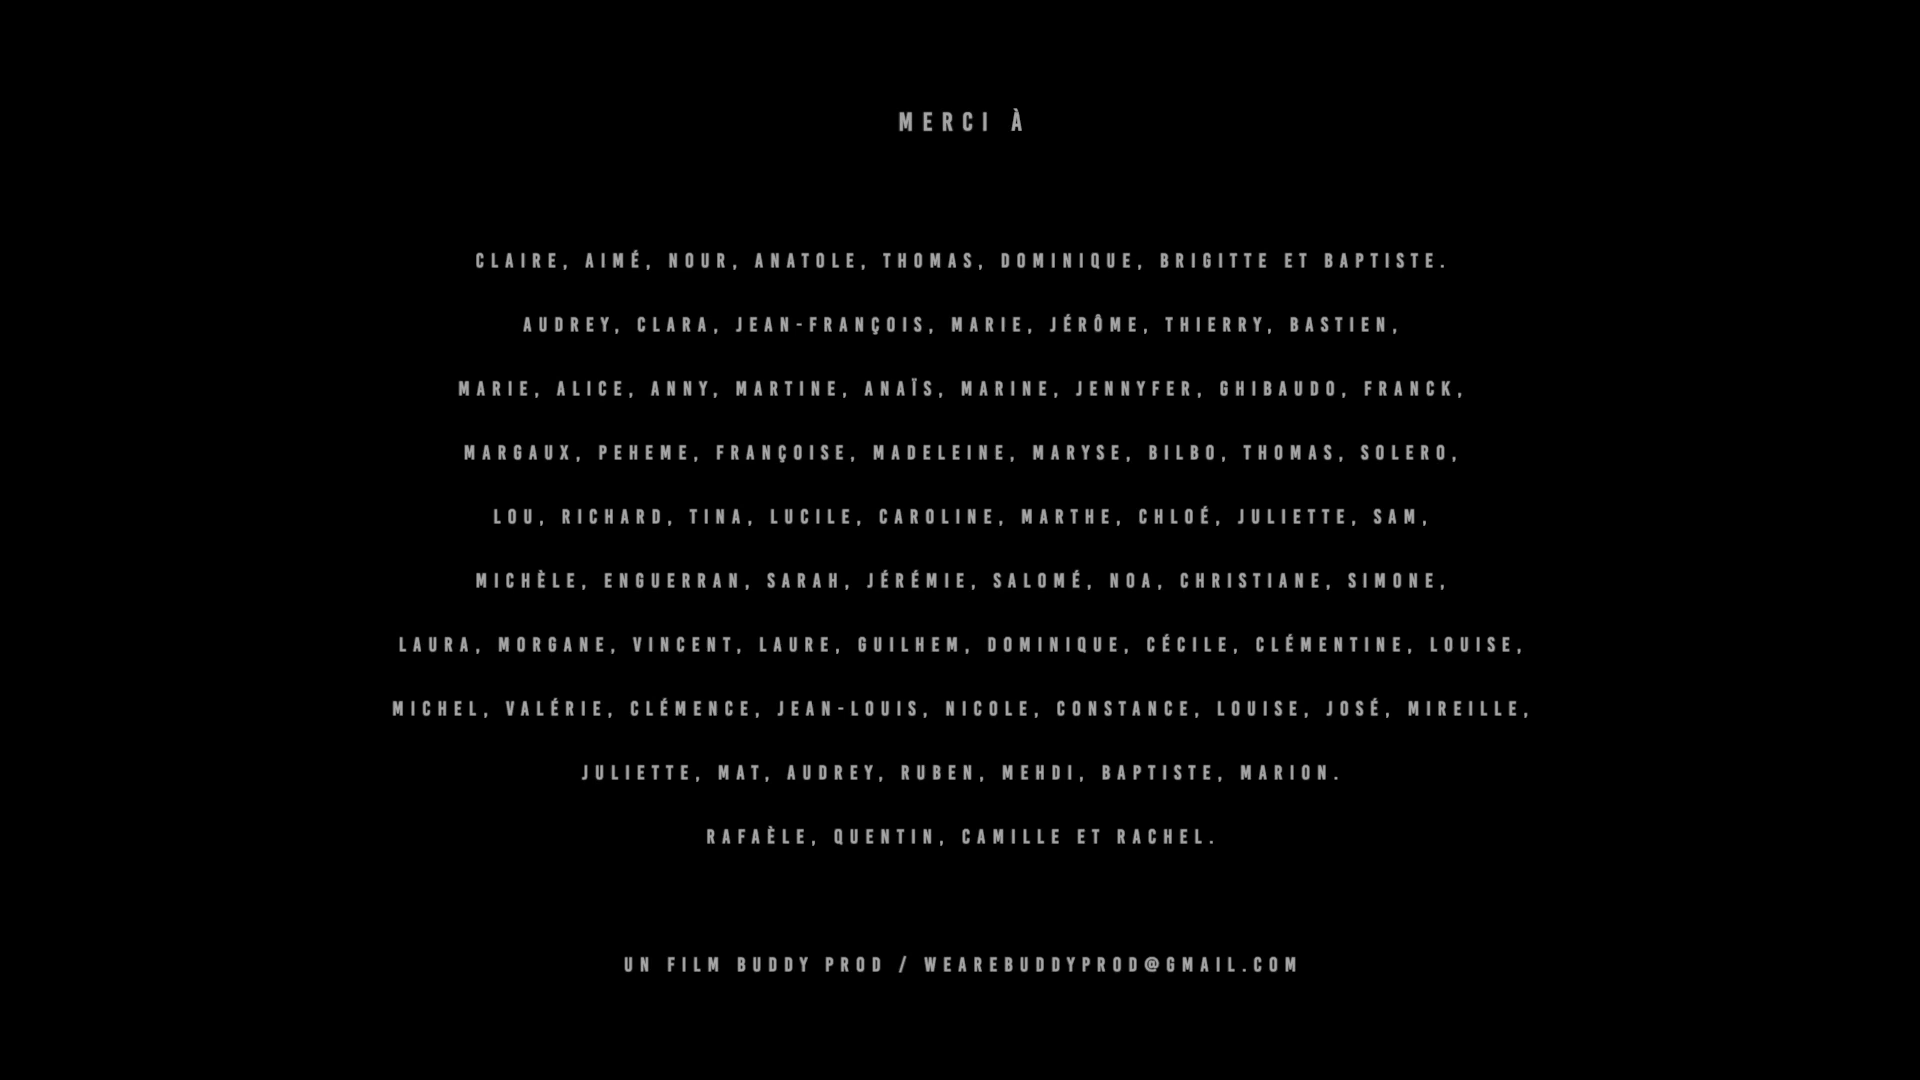 MERCI À
CLAIRE, AIMÉ, NOUR, ANATOLE, THOMAS, DOMINIQUE, BRIGITTE ET BAPTISTE.
AUDREY, CLARA, JEAN-FRANÇOIS, MARIE, JÉRÔME, THIERRY, BASTIEN,
MARIE, ALICE, ANNY, MARTINE, ANAÏS, MARINE, JENNYFER, GHIBAUDO, FRANCK,
MARGAUX, PEHEME, FRANÇOISE, MADELEINE, MARYSE, BILBO, THOMAS, SOLERO,
LOU, RICHARD, TINA, LUCILE, CAROLINE, MARTHE, CHLOÉ, JULIETTE, SAM,
MICHÈLE, ENGUERRAN, SARAH, JÉRÉMIE, SALOMÉ, NOA, CHRISTIANE, SIMONE,
LAURA, MORGANE, VINCENT, LAURE, GUILHEM, DOMINIQUE, CÉCILE, CLÉMENTINE, LOUISE,
MICHEL, VALÉRIE, CLÉMENCE, JEAN-LOUIS, NICOLE, CONSTANCE, LOUISE, JOSÉ, MIREILLE,
JULIETTE, MAT, AUDREY, RUBEN, MEHDI, BAPTISTE, MARION.
RAFAÈLE, QUENTIN, CAMILLE ET RACHEL.
UN FILM BUDDY PROD / WEAREBUDDYPROD@GMAIL.COM